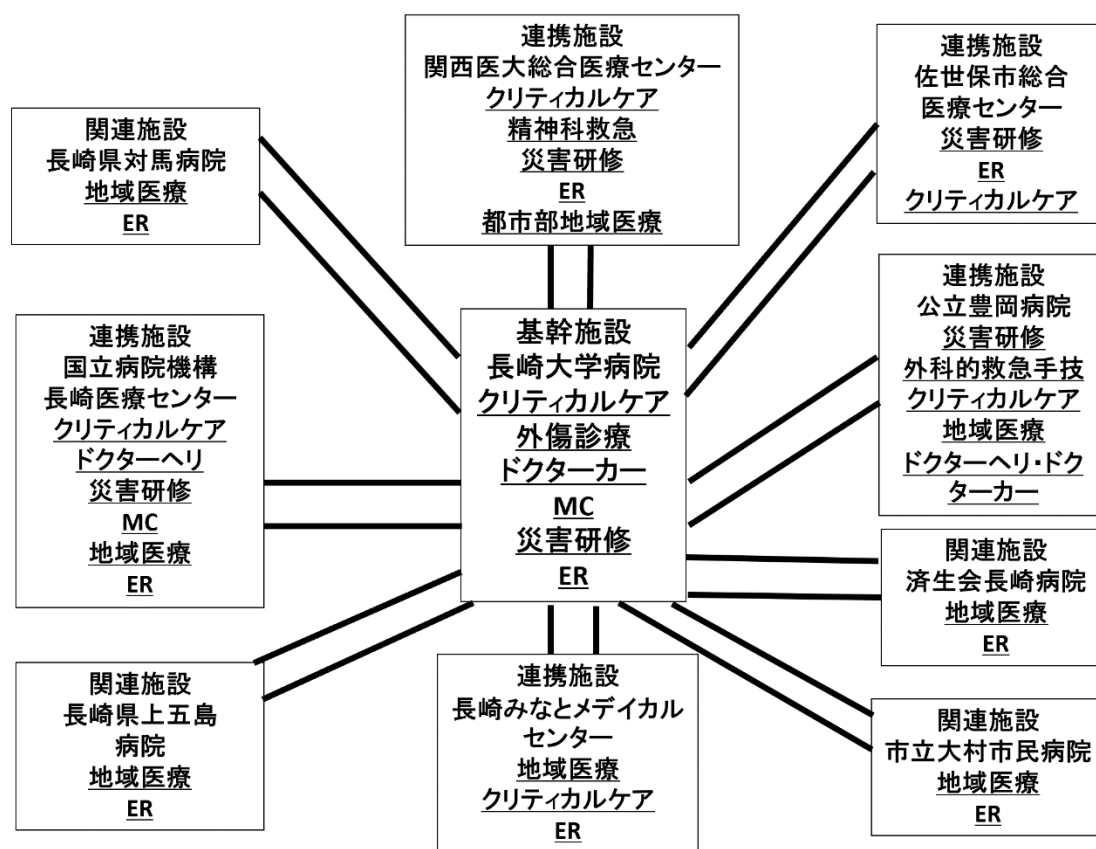 連携施設
関西医大総合医療センター
クリティカルケア
精神科救急
災害研修
ER
都市部地域医療
連携施設
佐世保市総合
医療センター
災害研修
ER
クリティカルケア
関連施設
長崎県対馬病院
地域医療
ER
連携施設
公立豊岡病院
災害研修
外科的救急手技
クリティカルケア
地域医療
ドクターヘリ・ドク
ターカー
基幹施設
長崎大学病院
クリティカルケア
外傷診療
ドクターカー
MC
災害研修
ER
連携施設
国立病院機構
長崎医療センター
クリティカルケア
ドクターヘリ
災害研修
MC
地域医療
ER
関連施設
済生会長崎病院
地域医療
ER
関連施設
長崎県上五島
病院
地域医療
ER
連携施設
長崎みなとメデイカル
センター
地域医療
クリティカルケア
ER
関連施設
市立大村市民病院
地域医療
ER